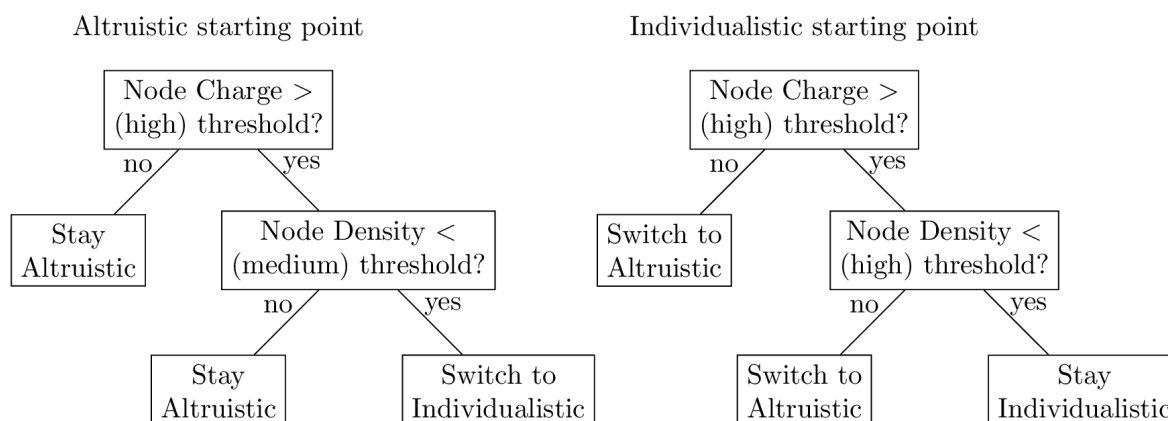 Altruistic starting point
Node Charge >
(high) threshold?
no
yes
Stay
Altruistic
Node Density <
(medium) threshold?
no
yes
Stay
Altruistic
Switch to
Individualistic
Individualistic starting point
Node Charge >
(high) threshold?
no
yes
Switch to
Altruistic
Node Density <
(high) threshold?
no
yes
Switch to
Altruistic
Stay
Individualistic